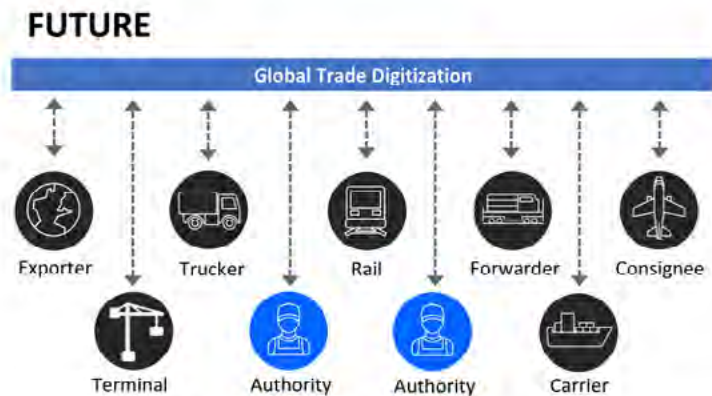 FUTURE
Global Trade Digitization
Exporter
Trucker
Rail
Forwarder
Consignee
Terminal
Authority
Authority
Carrier